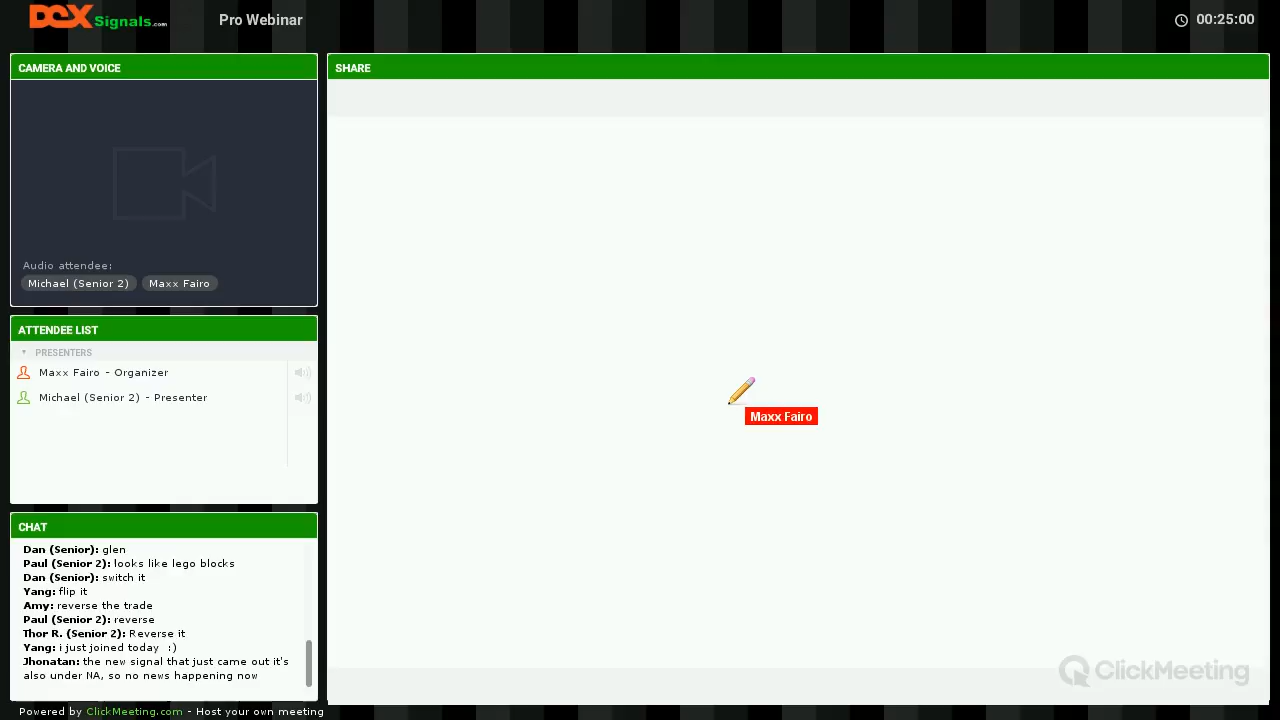 DCX Signals.com
Pro Webinar
00:25:00
CAMERA AND VOICE
Audio attendee:
Michael (Senior 2) Maxx Fairo
ATTENDEE LIST
PRESENTERS
Maxx Fairo - Organizer
Michael (Senior 2) - Presenter
CHAT
Dan (Senior): glen
Paul (Senior 2): looks like lego blocks
Dan (Senior): switch it
Yang: flip it
Amy: reverse the trade
Paul (Senior 2): reverse
Thor R. (Senior 2): Reverse it
Yang: i just joined today :)
Jhonatan: the new signal that just came out it's
also under NA, so no news happening now
Powered by ClickMeeting.com - Host your own meeting
SHARE
Maxx Fairo
ClickMeeting